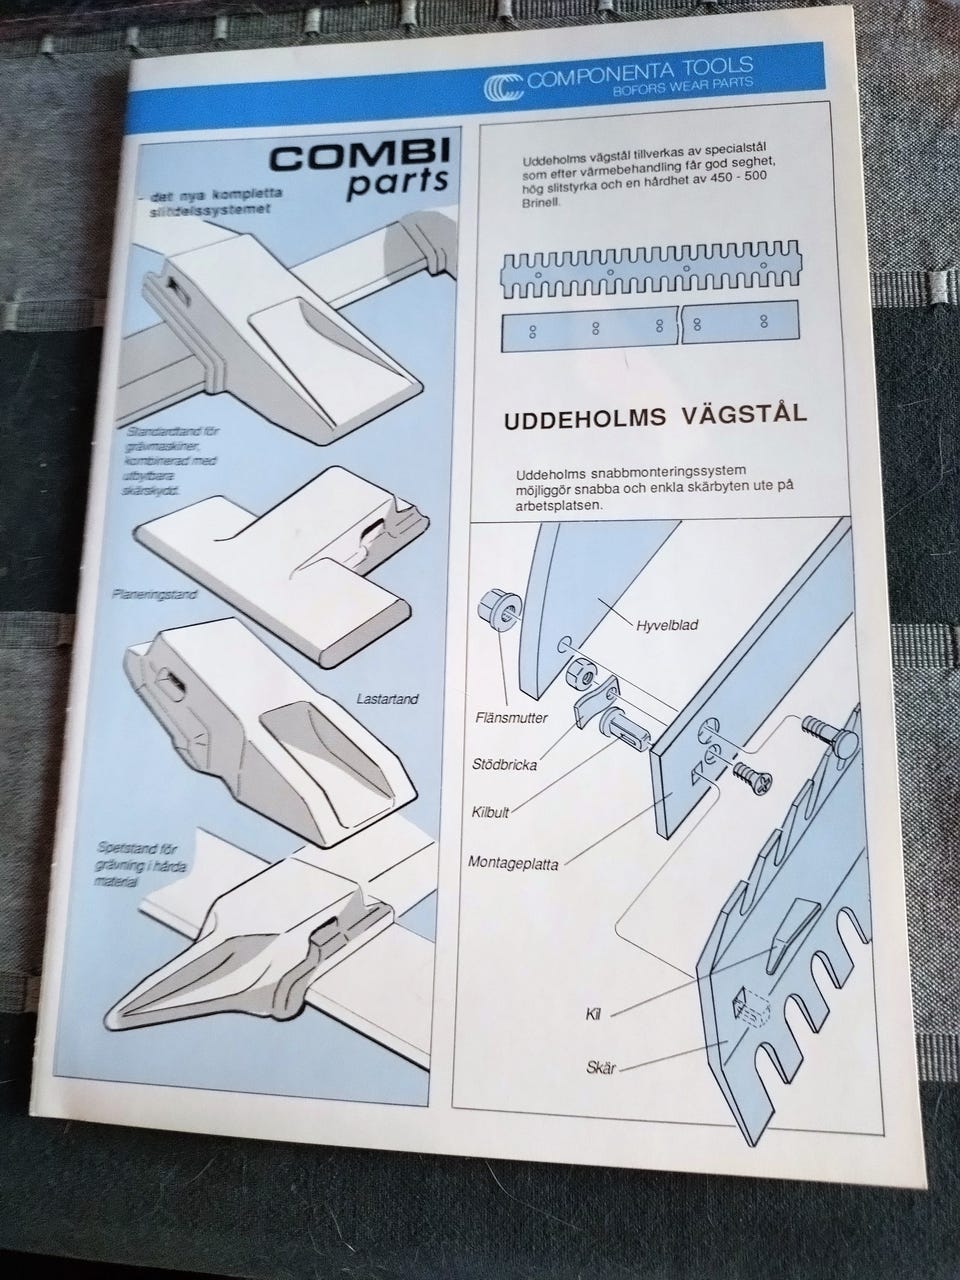 COMPONENTA TOOLS
BOFORS WEAR PARTS
COMBI
parts
- det nya kompletta
slitdelssystemet
Standardtand för
grävmaskiner,
kombinerad med
utbytbara
skärskydd.
Planeringstand
Lastartand
Spetstand för
grävning i hårda
material
Uddeholms vägstål tillverkas av specialstål
som efter värmebehandling får god seghet,
hög slitstyrka och en hårdhet av 450 - 500
Brinell.
UDDEHOLMS VÄGSTÅL
Uddeholms snabbmonteringssystem
möjliggör snabba och enkla skärbyten ute på
arbetsplatsen.
Hyvelblad
Flänsmutter
Stödbricka
Kilbult
Montageplatta
Kil
Skär